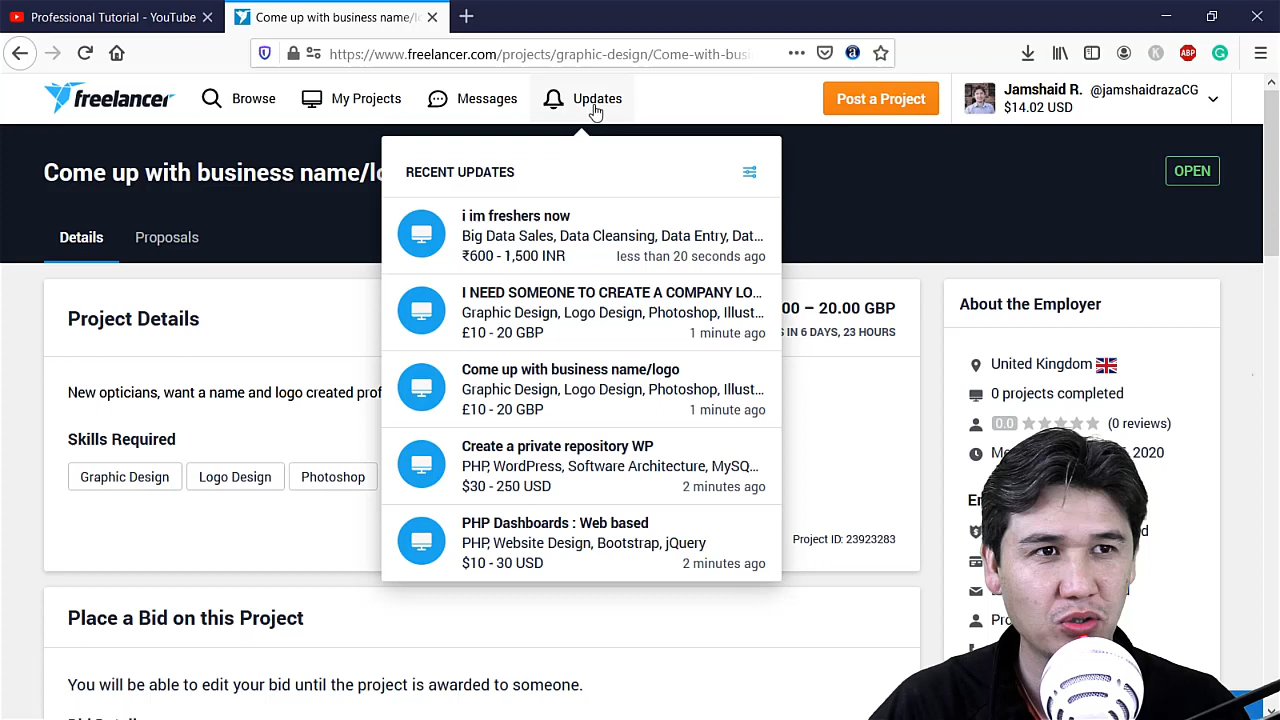 Professional Tutorial - YouTube
Come up with business name/l
https://www.freelancer.com/projects/graphic-design/Come-with-busi
freelancer
Browse
My Projects
Messages
Updates
Post a Project
Jamshaid R. @jamshaidrazaCG
$14.02 USD
Come up with business name/lo
OPEN
Details
Proposals
RECENT UPDATES
i im freshers now
Big Data Sales, Data Cleansing, Data Entry, Dat...
₹600 - 1,500 INR less than 20 seconds ago
I NEED SOMEONE TO CREATE A COMPANY LO...
Graphic Design, Logo Design, Photoshop, Illust...
£10 - 20 GBP 1 minute ago
Come up with business name/logo
Graphic Design, Logo Design, Photoshop, Illust...
£10 - 20 GBP 1 minute ago
Create a private repository WP
PHP, WordPress, Software Architecture, MySQ...
$30 - 250 USD 2 minutes ago
PHP Dashboards : Web based
PHP, Website Design, Bootstrap, jQuery
$10 - 30 USD 2 minutes ago
Project Details
00 – 20.00 GBP
S IN 6 DAYS, 23 HOURS
New opticians, want a name and logo created prof
Skills Required
Graphic Design
Logo Design
Photoshop
Project ID: 23923283
Place a Bid on this Project
You will be able to edit your bid until the project is awarded to someone.
About the Employer
United Kingdom
0 projects completed
0.0 (0 reviews)
2020
ABP